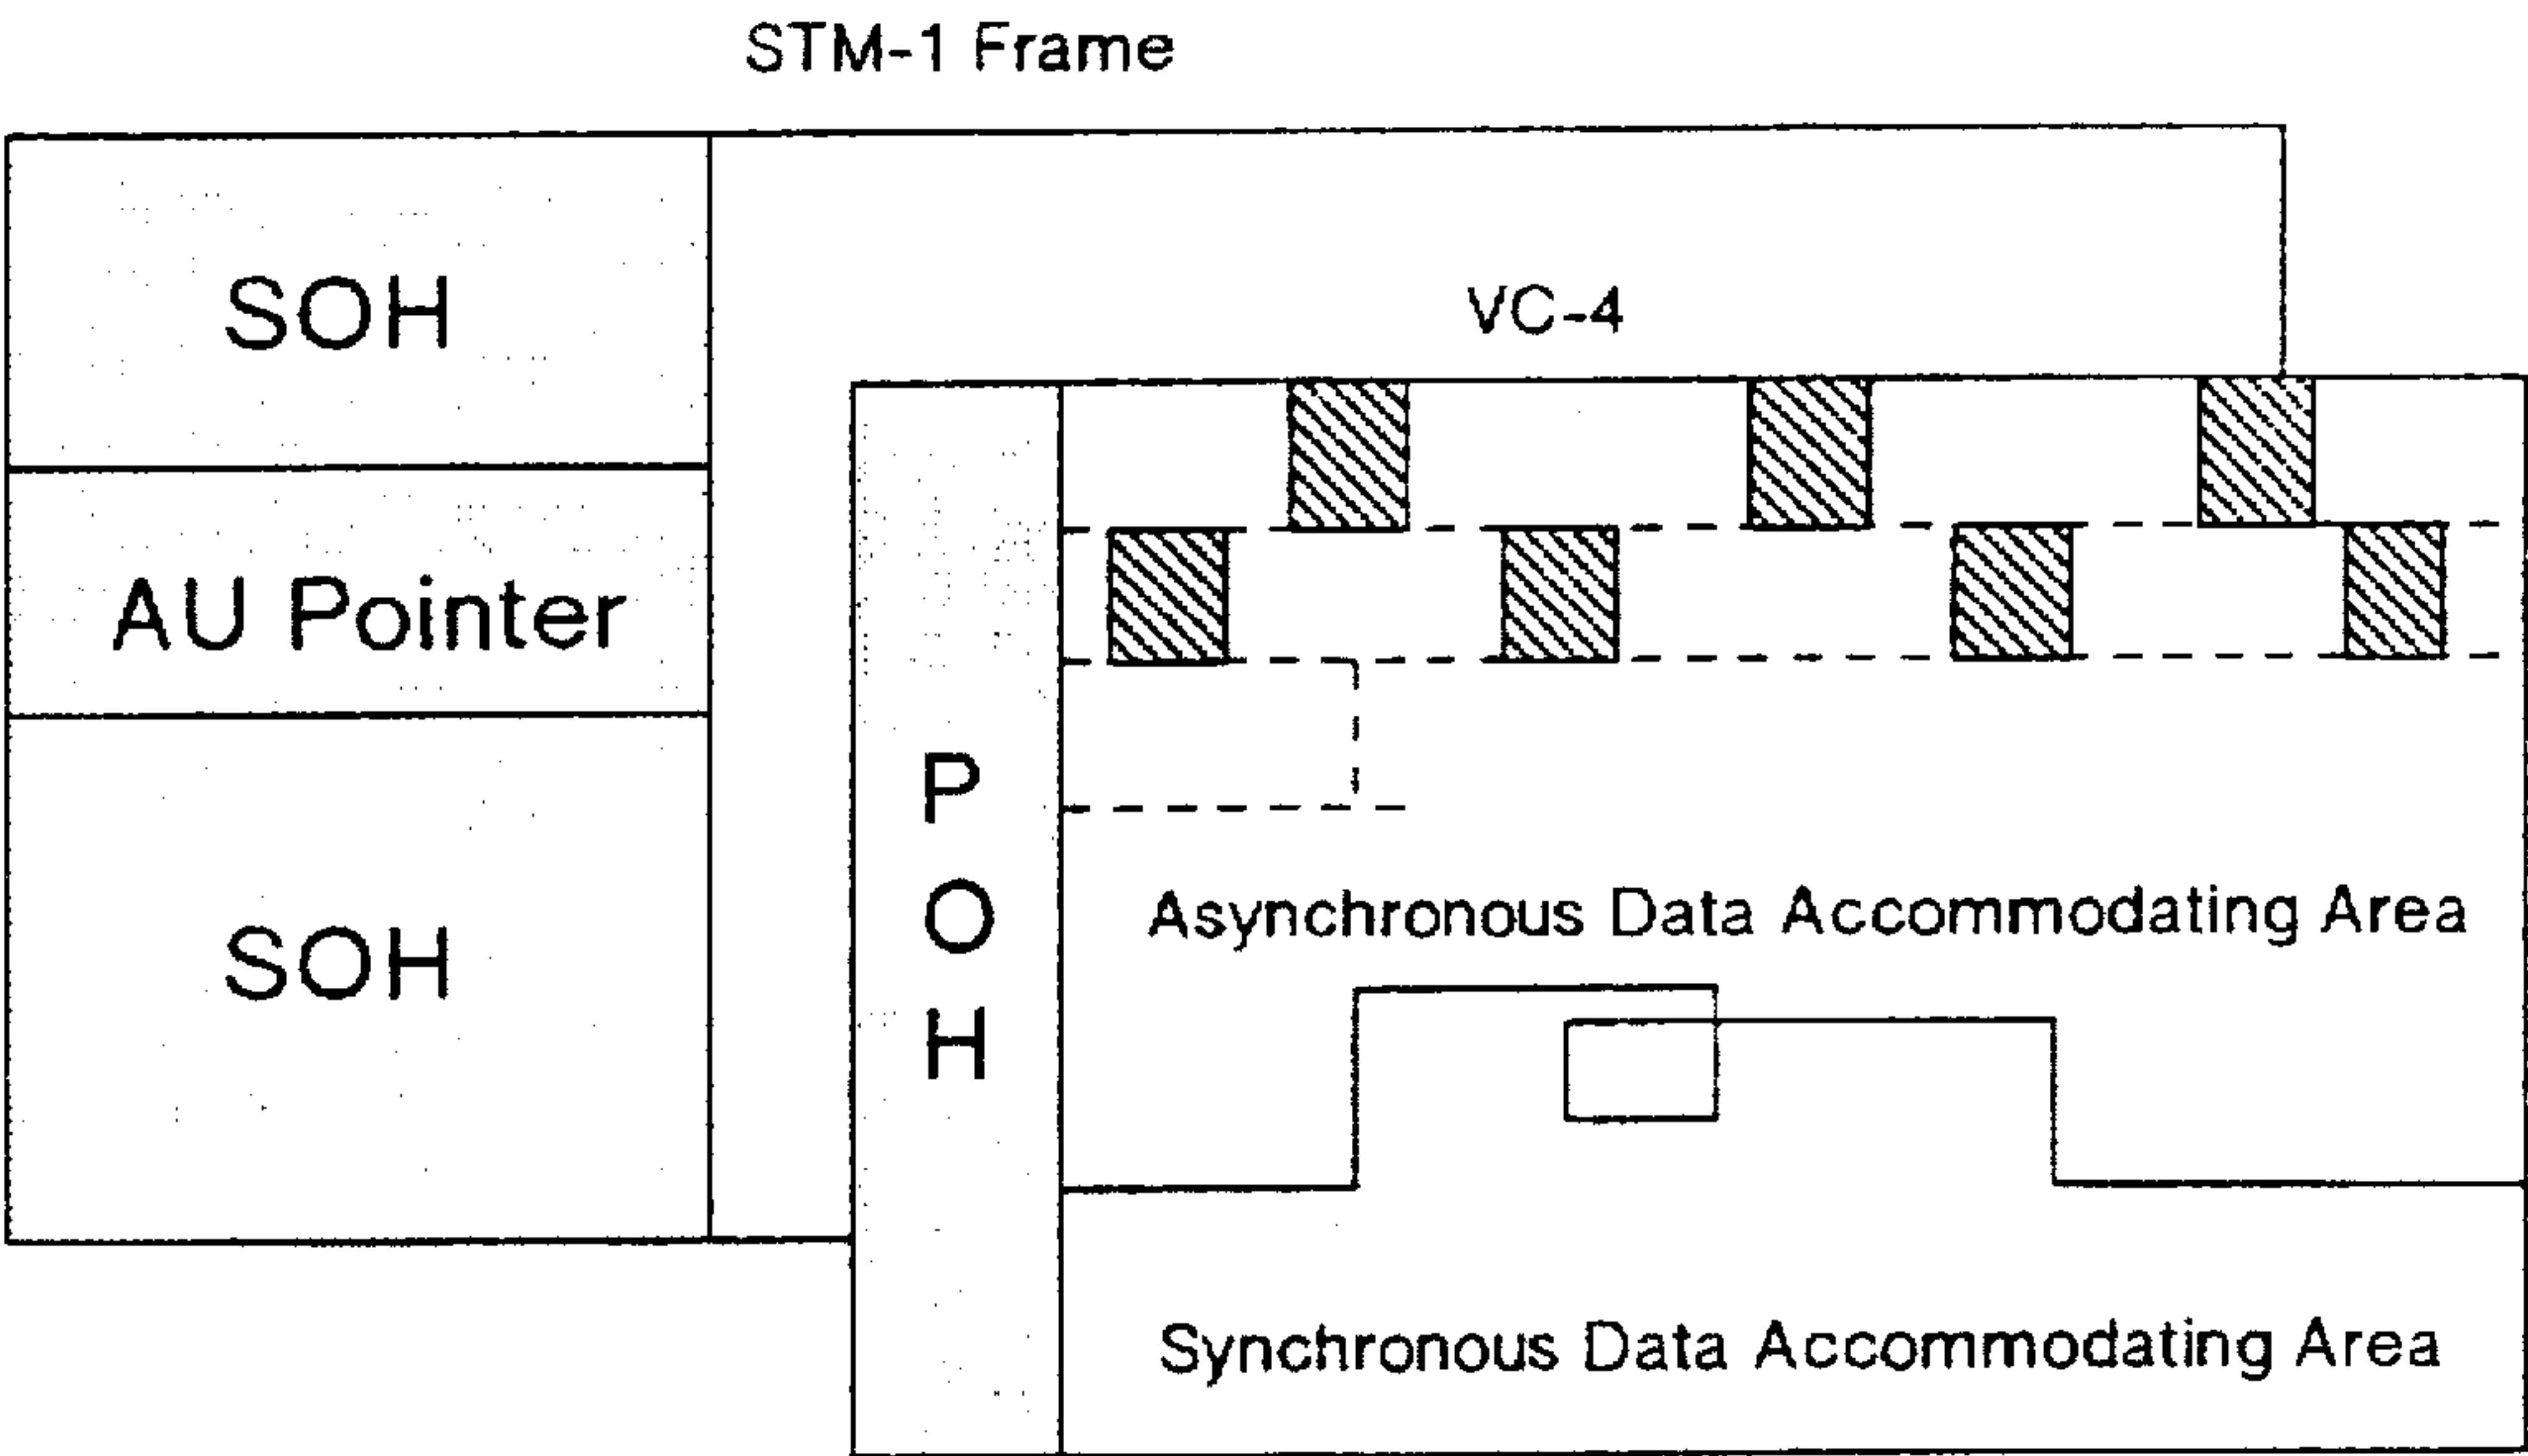 STM-1 Frame
SOH
VC-4
AU Pointer
SOH
P
O
H
Asynchronous Data Accommodating Area
Synchronous Data Accommodating Area